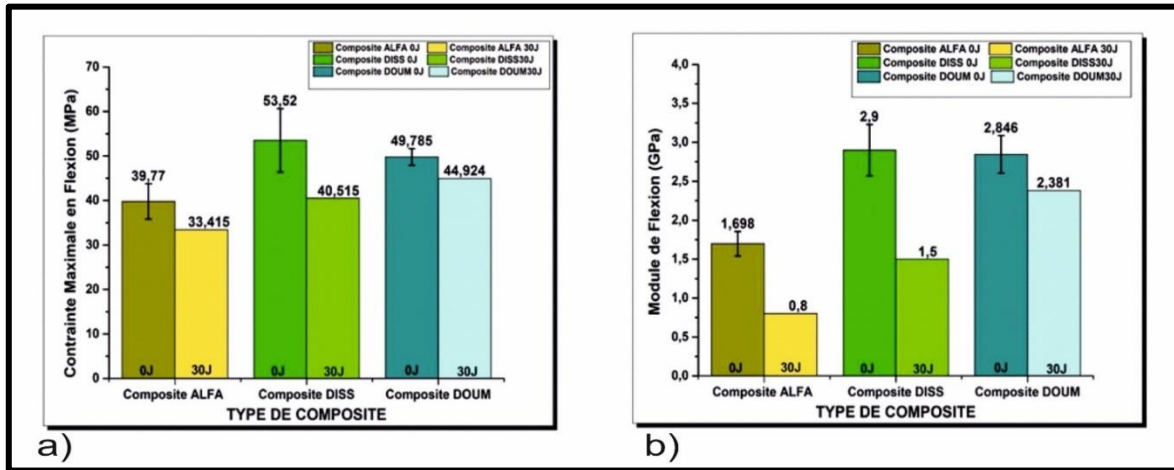 Composite ALFA 0J Composite ALFA 30J
Composite DISS 0J Composite DISS30J
Composite DOUM 0J Composite DOUM30J
Contrainte Maximale en Flexion (MPa)
70
60
50
40
30
20
10
0
39,77
33,415
53,52
40,515
49,785
44,924
0J 30J 0J 30J 0J 30J
Composite ALFA Composite DISS Composite DOUM
TYPE DE COMPOSITE
a)
Composite ALFA 0J Composite ALFA 30J
Composite DISS 0J Composite DISS30J
Composite DOUM 0J Composite DOUM30J
Module de Flexion (GPa)
4,0
3,5
3,0
2,5
2,0
1,5
1,0
0,5
0,0
1,698
0,8
2,9
1,5
2,846
2,381
0J 30J 0J 30J 0J 30J
Composite ALFA Composite DISS Composite DOUM
TYPE DE COMPOSITE
b)